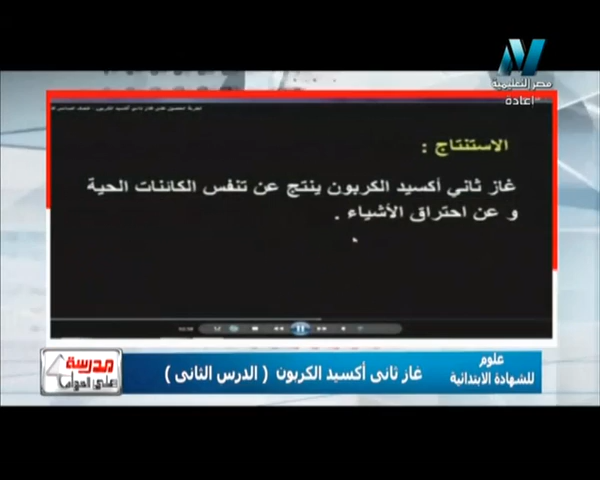 مصر التعليمية
إعادة
الاستنتاج :
غاز ثاني أكسيد الكربون ينتج عن تنفس الكائنات الحية
و عن احتراق الأشياء .
علوم
للشهادة الابتدائية
غاز ثانى أكسيد الكربون ( الدرس الثانى )
مدرسة
على الهواء